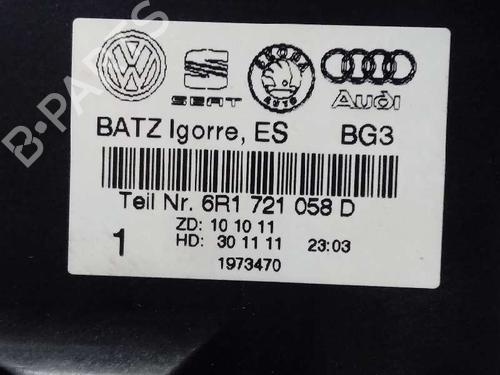 SEAT SKODA AUTO Audi
BATZ Igorre, ES BG3
Teil Nr. 6R1 721 058 D
ZD: 10 10 11
1 HD: 30 11 11 23:03
1973470
B-PARTS